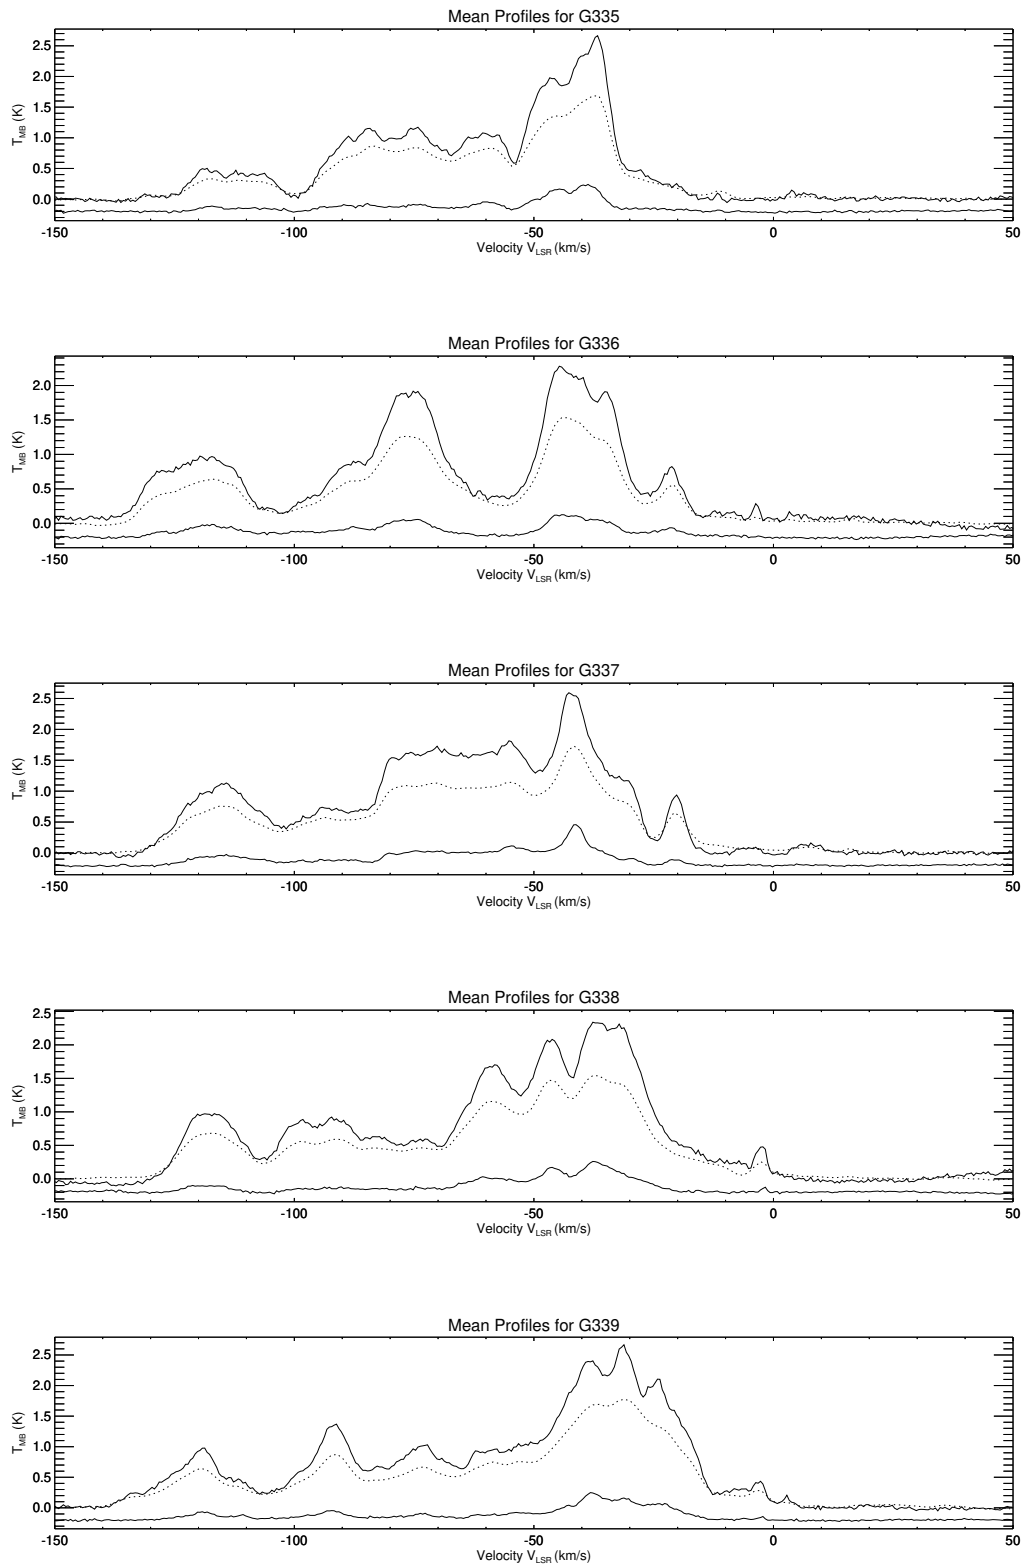 Mean Profiles for G335
2.5
2.0
1.5
1.0
0.5
0.0
T_MB (K)
-150 -100 -50 0 50
Velocity V_LSR (km/s)
Mean Profiles for G336
2.0
1.5
1.0
0.5
0.0
T_MB (K)
-150 -100 -50 0 50
Velocity V_LSR (km/s)
Mean Profiles for G337
2.5
2.0
1.5
1.0
0.5
0.0
T_MB (K)
-150 -100 -50 0 50
Velocity V_LSR (km/s)
Mean Profiles for G338
2.5
2.0
1.5
1.0
0.5
0.0
T_MB (K)
-150 -100 -50 0 50
Velocity V_LSR (km/s)
Mean Profiles for G339
2.5
2.0
1.5
1.0
0.5
0.0
T_MB (K)
-150 -100 -50 0 50
Velocity V_LSR (km/s)